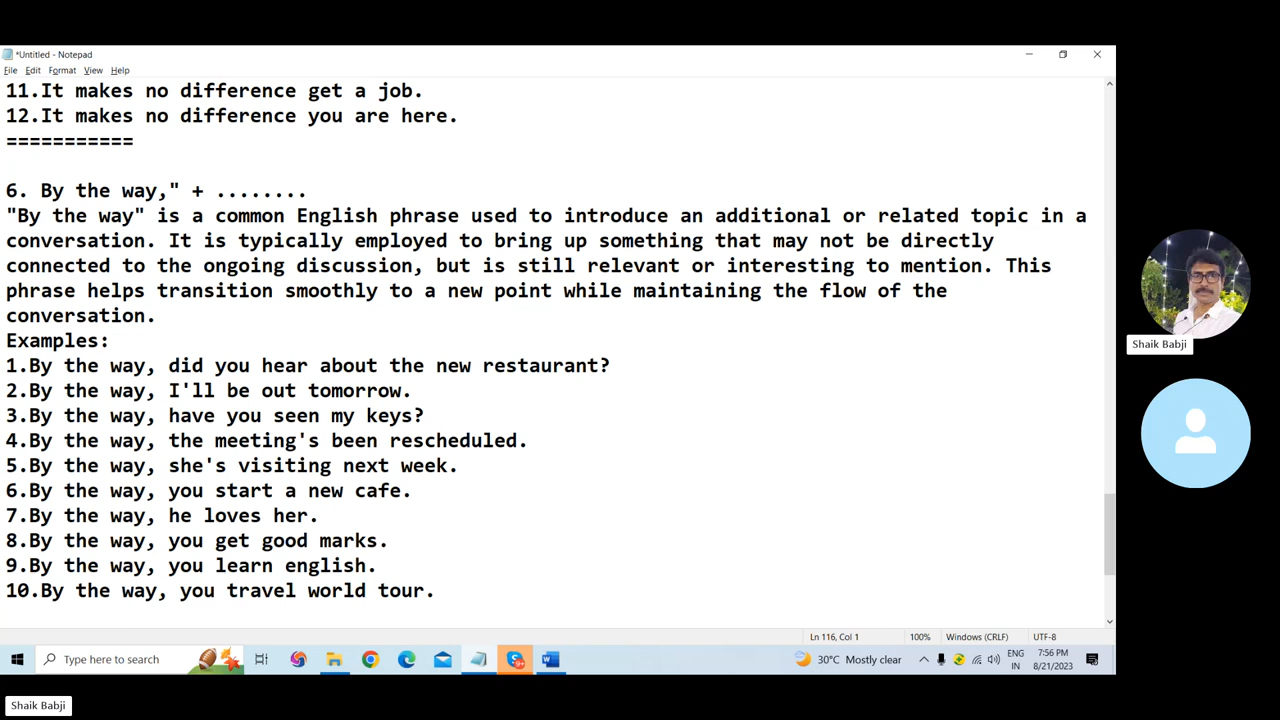 *Untitled - Notepad
File Edit Format View Help
11.It makes no difference get a job.
12.It makes no difference you are here.
===========
6. By the way," + ........
"By the way" is a common English phrase used to introduce an additional or related topic in a
conversation. It is typically employed to bring up something that may not be directly
connected to the ongoing discussion, but is still relevant or interesting to mention. This
phrase helps transition smoothly to a new point while maintaining the flow of the
conversation.
Examples:
1.By the way, did you hear about the new restaurant?
2.By the way, I'll be out tomorrow.
3.By the way, have you seen my keys?
4.By the way, the meeting's been rescheduled.
5.By the way, she's visiting next week.
6.By the way, you start a new cafe.
7.By the way, he loves her.
8.By the way, you get good marks.
9.By the way, you learn english.
10.By the way, you travel world tour.
Shaik Babji
Ln 116, Col 1 100% Windows (CRLF) UTF-8
Type here to search 30°C Mostly clear ENG IN 7:56 PM 8/21/2023
Shaik Babji